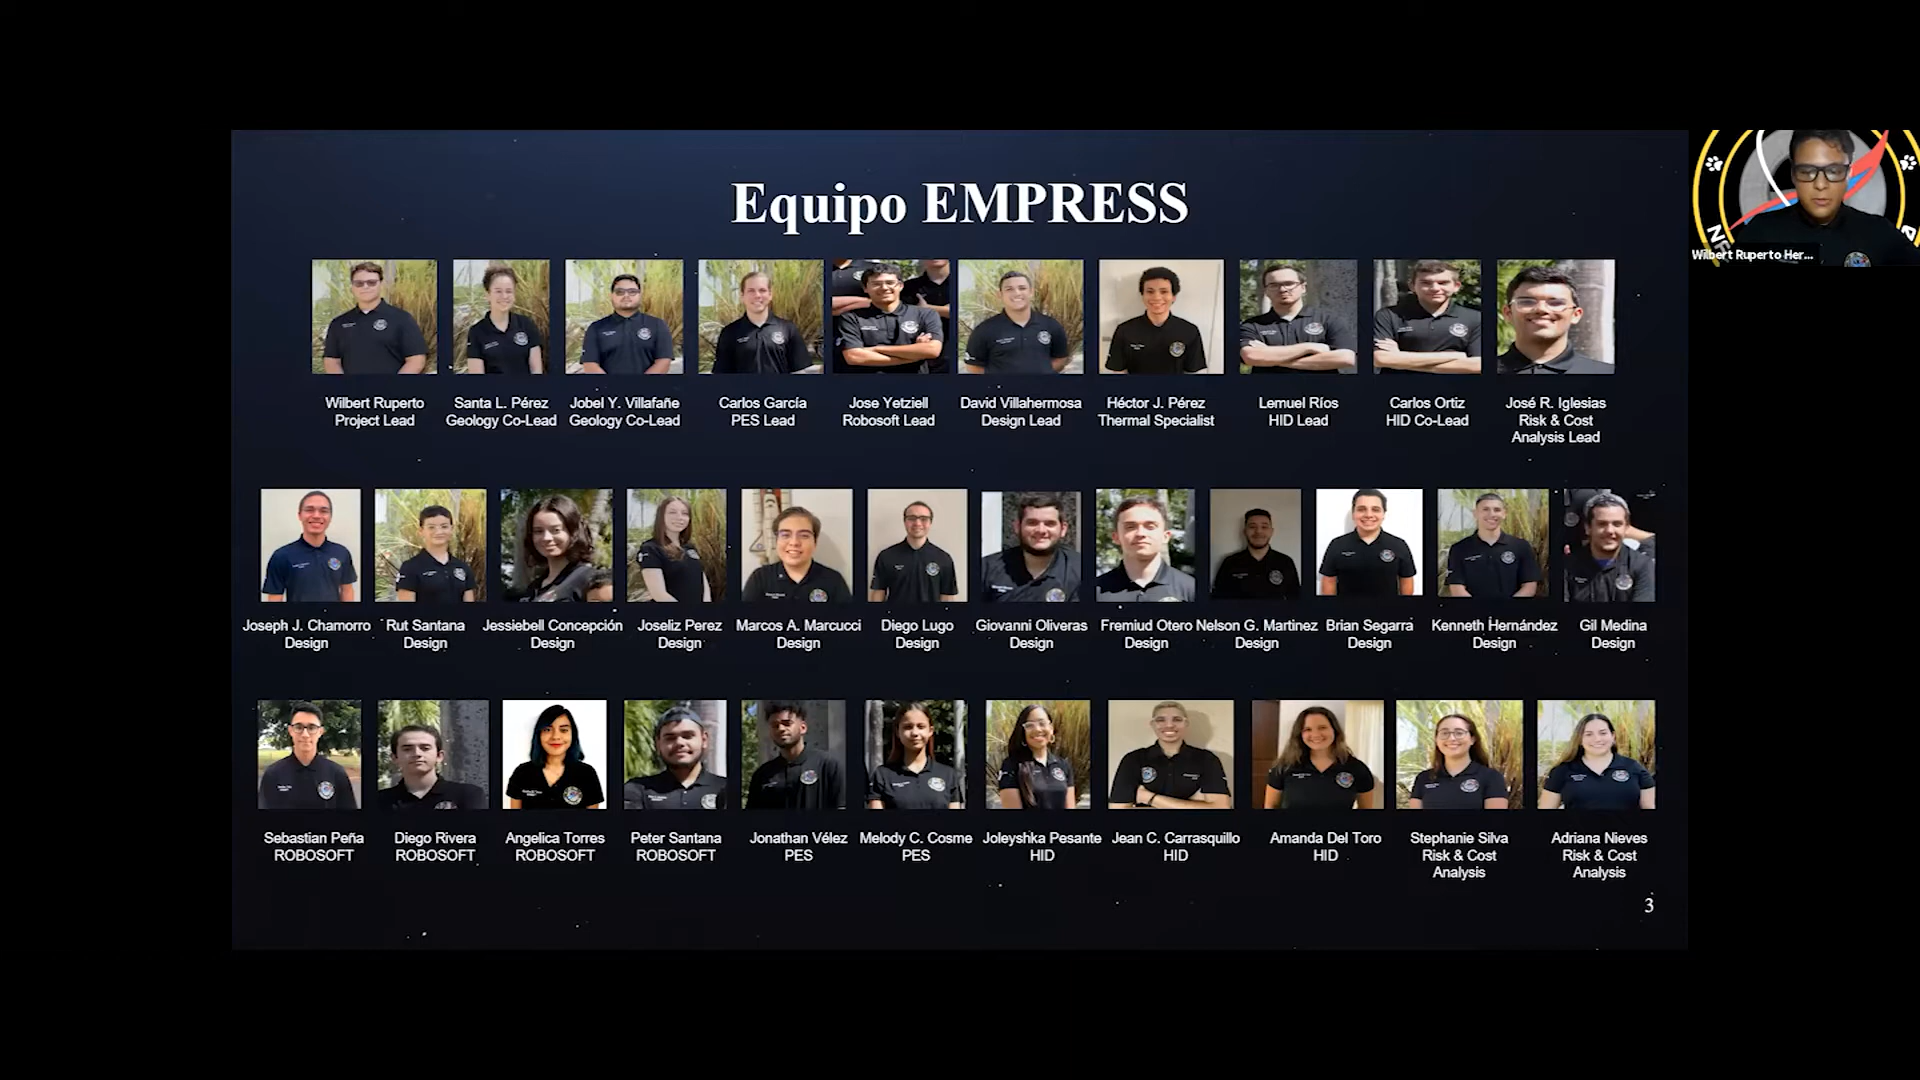 Equipo EMPRESS
Wilbert Ruperto Her...
Wilbert Ruperto
Project Lead
Santa L. Pérez
Geology Co-Lead
Jobel Y. Villafañe
Geology Co-Lead
Carlos García
PES Lead
Jose Yetziell
Robosoft Lead
David Villahermosa
Design Lead
Héctor J. Pérez
Thermal Specialist
Lemuel Ríos
HID Lead
Carlos Ortiz
HID Co-Lead
José R. Iglesias
Risk & Cost
Analysis Lead
Joseph J. Chamorro
Design
Rut Santana
Design
Jessiebell Concepción
Design
Joseliz Perez
Design
Marcos A. Marcucci
Design
Diego Lugo
Design
Giovanni Oliveras
Design
Fremiud Otero
Design
Nelson G. Martinez
Design
Brian Segarra
Design
Kenneth Hernández
Design
Gil Medina
Design
Sebastian Peña
ROBOSOFT
Diego Rivera
ROBOSOFT
Angelica Torres
ROBOSOFT
Peter Santana
ROBOSOFT
Jonathan Vélez
PES
Melody C. Cosme
PES
Joleyshka Pesante
HID
Jean C. Carrasquillo
HID
Amanda Del Toro
HID
Stephanie Silva
Risk & Cost
Analysis
Adriana Nieves
Risk & Cost
Analysis
3